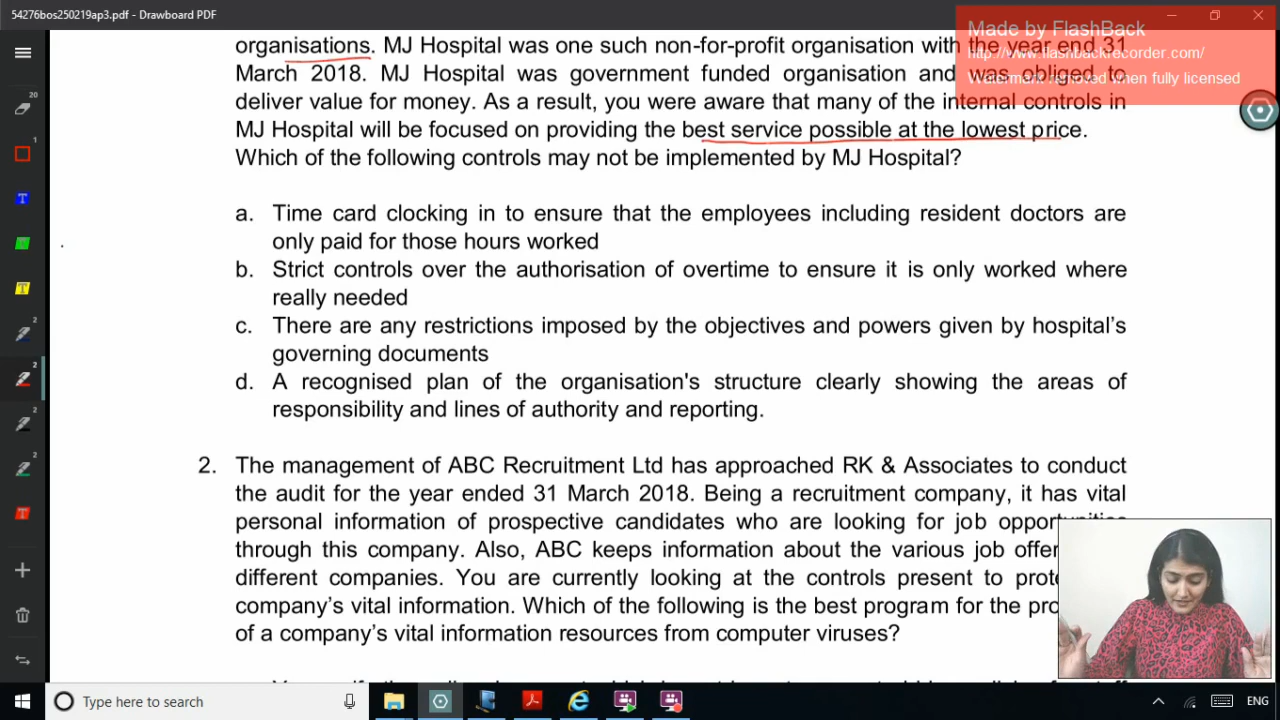 54276bos250219ap3.pdf - Drawboard PDF
Made by FlashBack
http://www.flashbackrecorder.com/
Watermark removed when fully licensed
organisations. MJ Hospital was one such non-for-profit organisation with the year end 31
March 2018. MJ Hospital was government funded organisation and was obliged to
deliver value for money. As a result, you were aware that many of the internal controls in
MJ Hospital will be focused on providing the best service possible at the lowest price.
Which of the following controls may not be implemented by MJ Hospital?
a. Time card clocking in to ensure that the employees including resident doctors are
only paid for those hours worked
b. Strict controls over the authorisation of overtime to ensure it is only worked where
really needed
c. There are any restrictions imposed by the objectives and powers given by hospital's
governing documents
d. A recognised plan of the organisation's structure clearly showing the areas of
responsibility and lines of authority and reporting.
2. The management of ABC Recruitment Ltd has approached RK & Associates to conduct
the audit for the year ended 31 March 2018. Being a recruitment company, it has vital
personal information of prospective candidates who are looking for job opportunities
through this company. Also, ABC keeps information about the various job offer
different companies. You are currently looking at the controls present to
company's vital information. Which of the following is the best program for the
of a company's vital information resources from computer viruses?
Type here to search
ENG